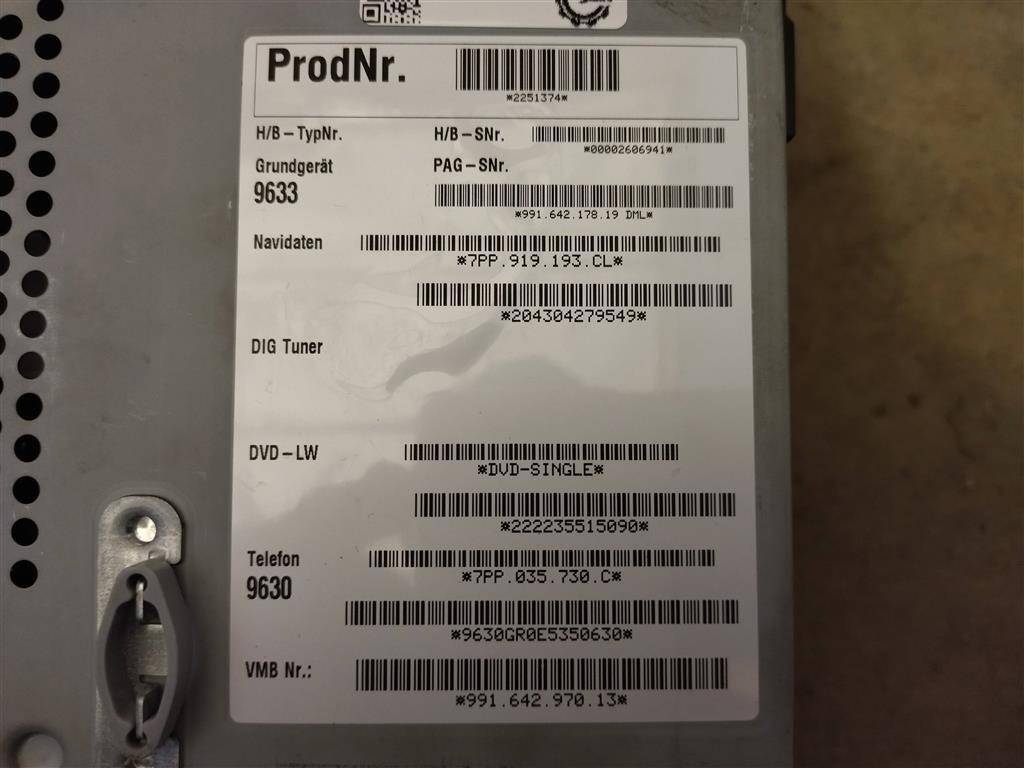 ProdNr.
*2251374*
H/B-TypNr. H/B-SNr.
*00002606941*
Grundgerät PAG-SNr.
9633
*991.642.178.19 DML*
Navidaten
*7PP.919.193.CL*
*204304279549*
DIG Tuner
DVD-LW
*DVD-SINGLE*
*222235515090*
Telefon
*7PP.035.730.C*
9630
*9630GR0E5350630*
VMB Nr.:
*991.642.970.13*